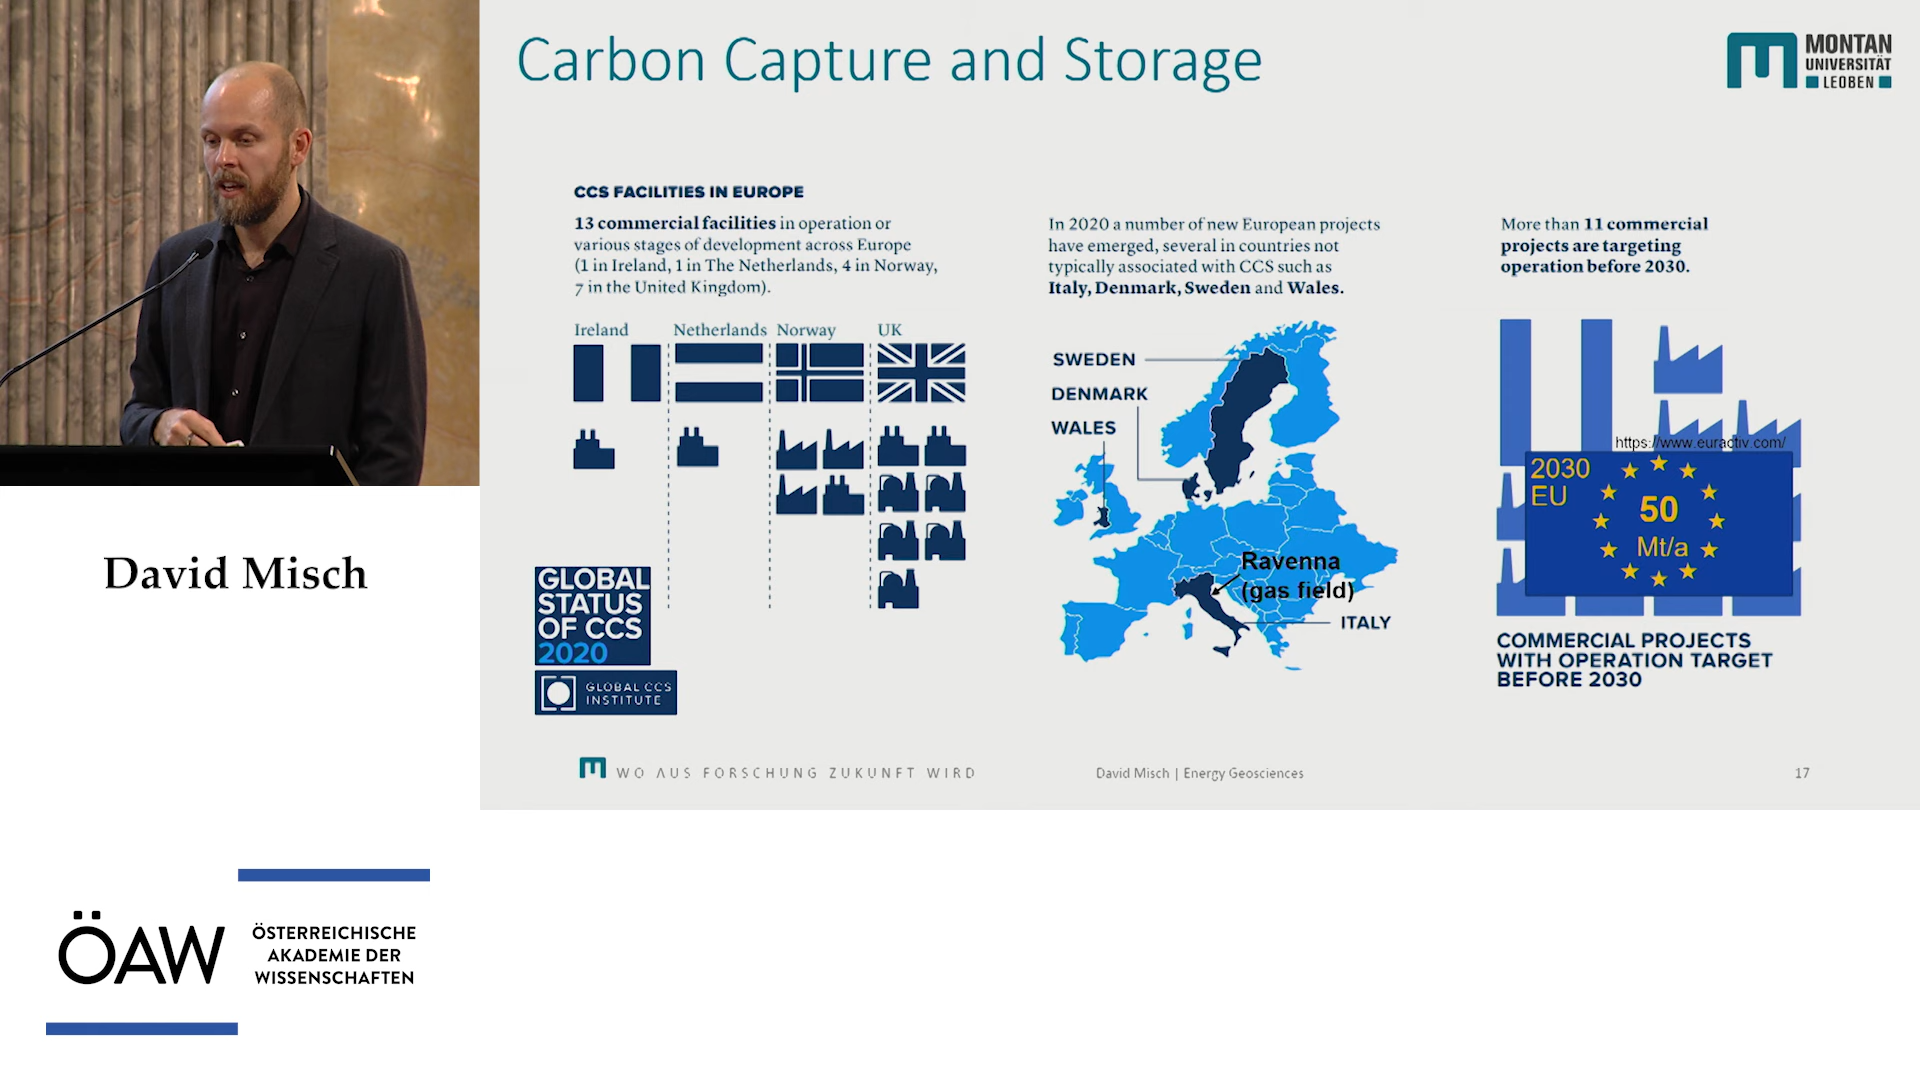 Carbon Capture and Storage
MONTAN
UNIVERSITÄT
LEOBEN
CCS FACILITIES IN EUROPE
13 commercial facilities in operation or
various stages of development across Europe
(1 in Ireland, 1 in The Netherlands, 4 in Norway,
7 in the United Kingdom).
Ireland
Netherlands
Norway
UK
GLOBAL
STATUS
OF CCS
2020
GLOBAL CCS
INSTITUTE
In 2020 a number of new European projects
have emerged, several in countries not
typically associated with CCS such as
Italy, Denmark, Sweden and Wales.
SWEDEN
DENMARK
WALES
Ravenna
(gas field)
ITALY
More than 11 commercial
projects are targeting
operation before 2030.
https://www.euractiv.com/
2030
EU
50
Mt/a
COMMERCIAL PROJECTS
WITH OPERATION TARGET
BEFORE 2030
WO AUS FORSCHUNG ZUKUNFT WIRD
David Misch | Energy Geosciences
17
David Misch
ÖAW
ÖSTERREICHISCHE
AKADEMIE DER
WISSENSCHAFTEN